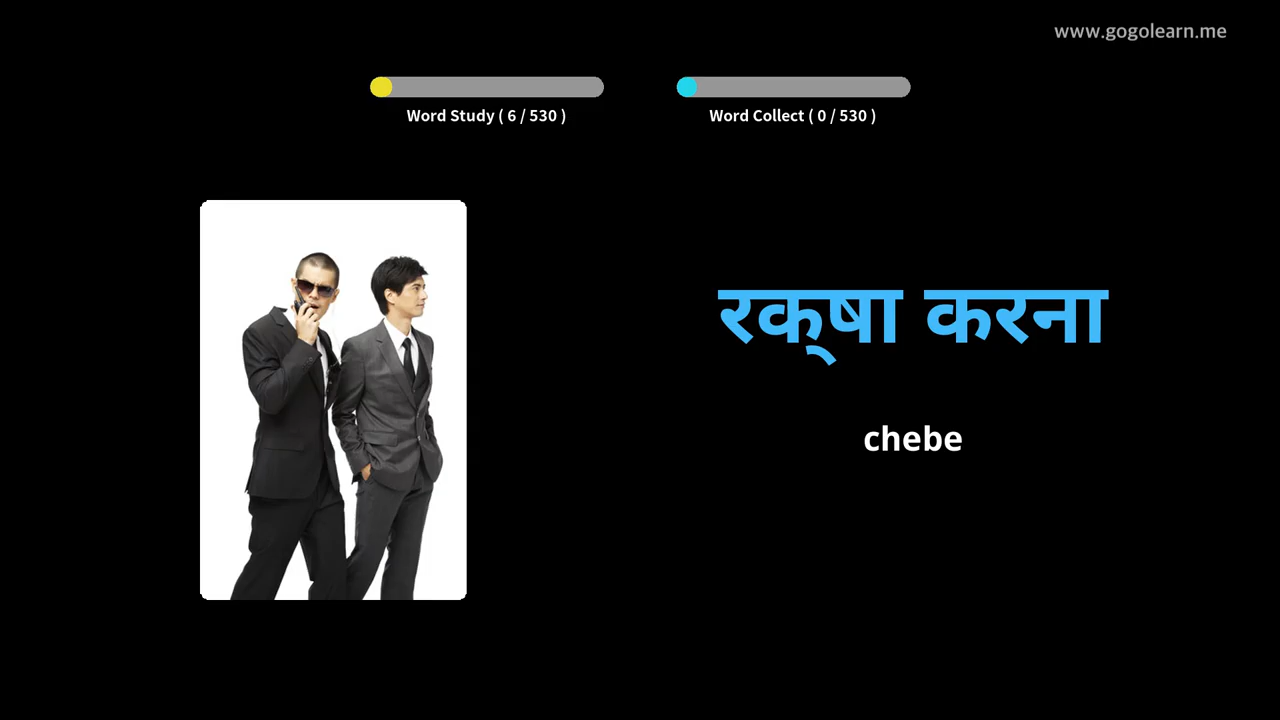 www.gogolearn.me
Word Study ( 6 / 530 )
Word Collect ( 0 / 530 )
रक्‌षा करना
chebe